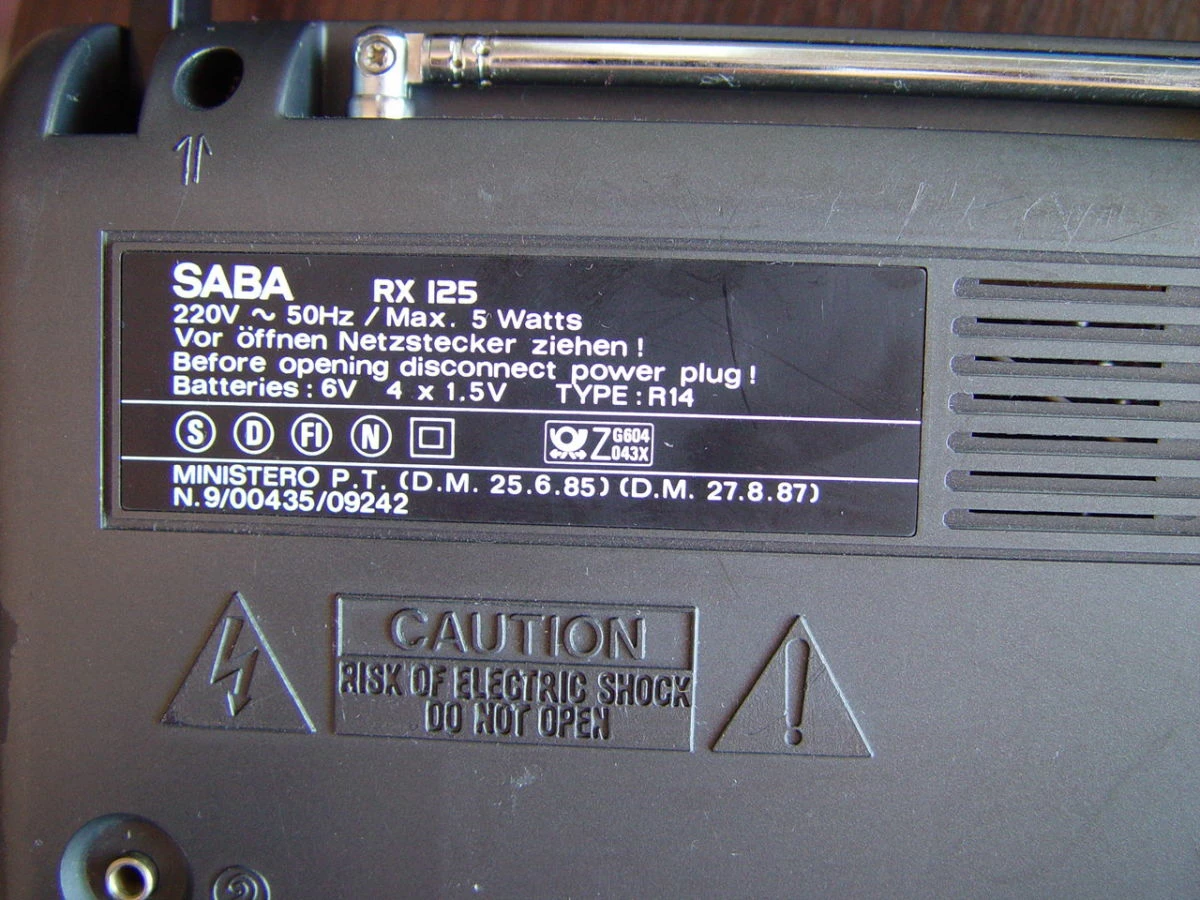 SABA RX 125
220V ~ 50Hz / Max. 5 Watts
Vor öffnen Netzstecker ziehen !
Before opening disconnect power plug !
Batteries : 6V 4 x 1.5V TYPE : R14
S D FI N Z G604 043X
MINISTERO P.T. (D.M. 25.6.85) (D.M. 27.8.87)
N.9/00435/09242
CAUTION
RISK OF ELECTRIC SHOCK
DO NOT OPEN